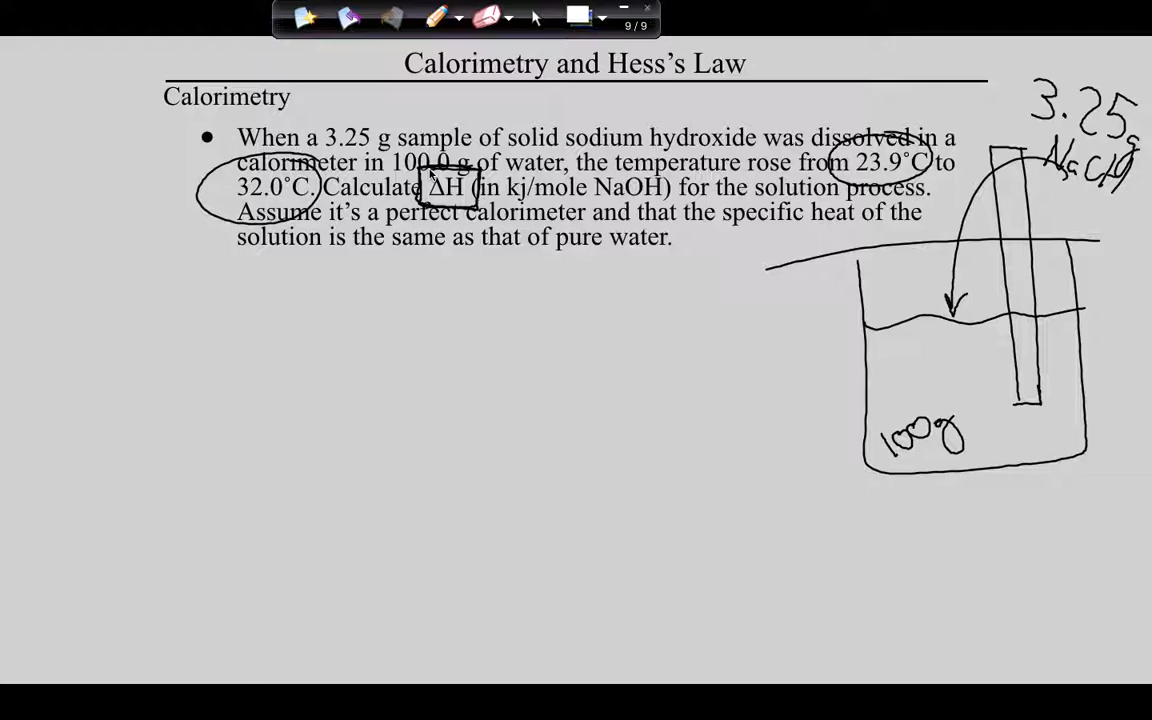 9/9
Calorimetry and Hess's Law
Calorimetry
● When a 3.25 g sample of solid sodium hydroxide was dissolved in a
calorimeter in 100.0 g of water, the temperature rose from 23.9˚C to
32.0˚C. Calculate ΔH (in kj/mole NaOH) for the solution process.
Assume it's a perfect calorimeter and that the specific heat of the
solution is the same as that of pure water.
3.25g
100g